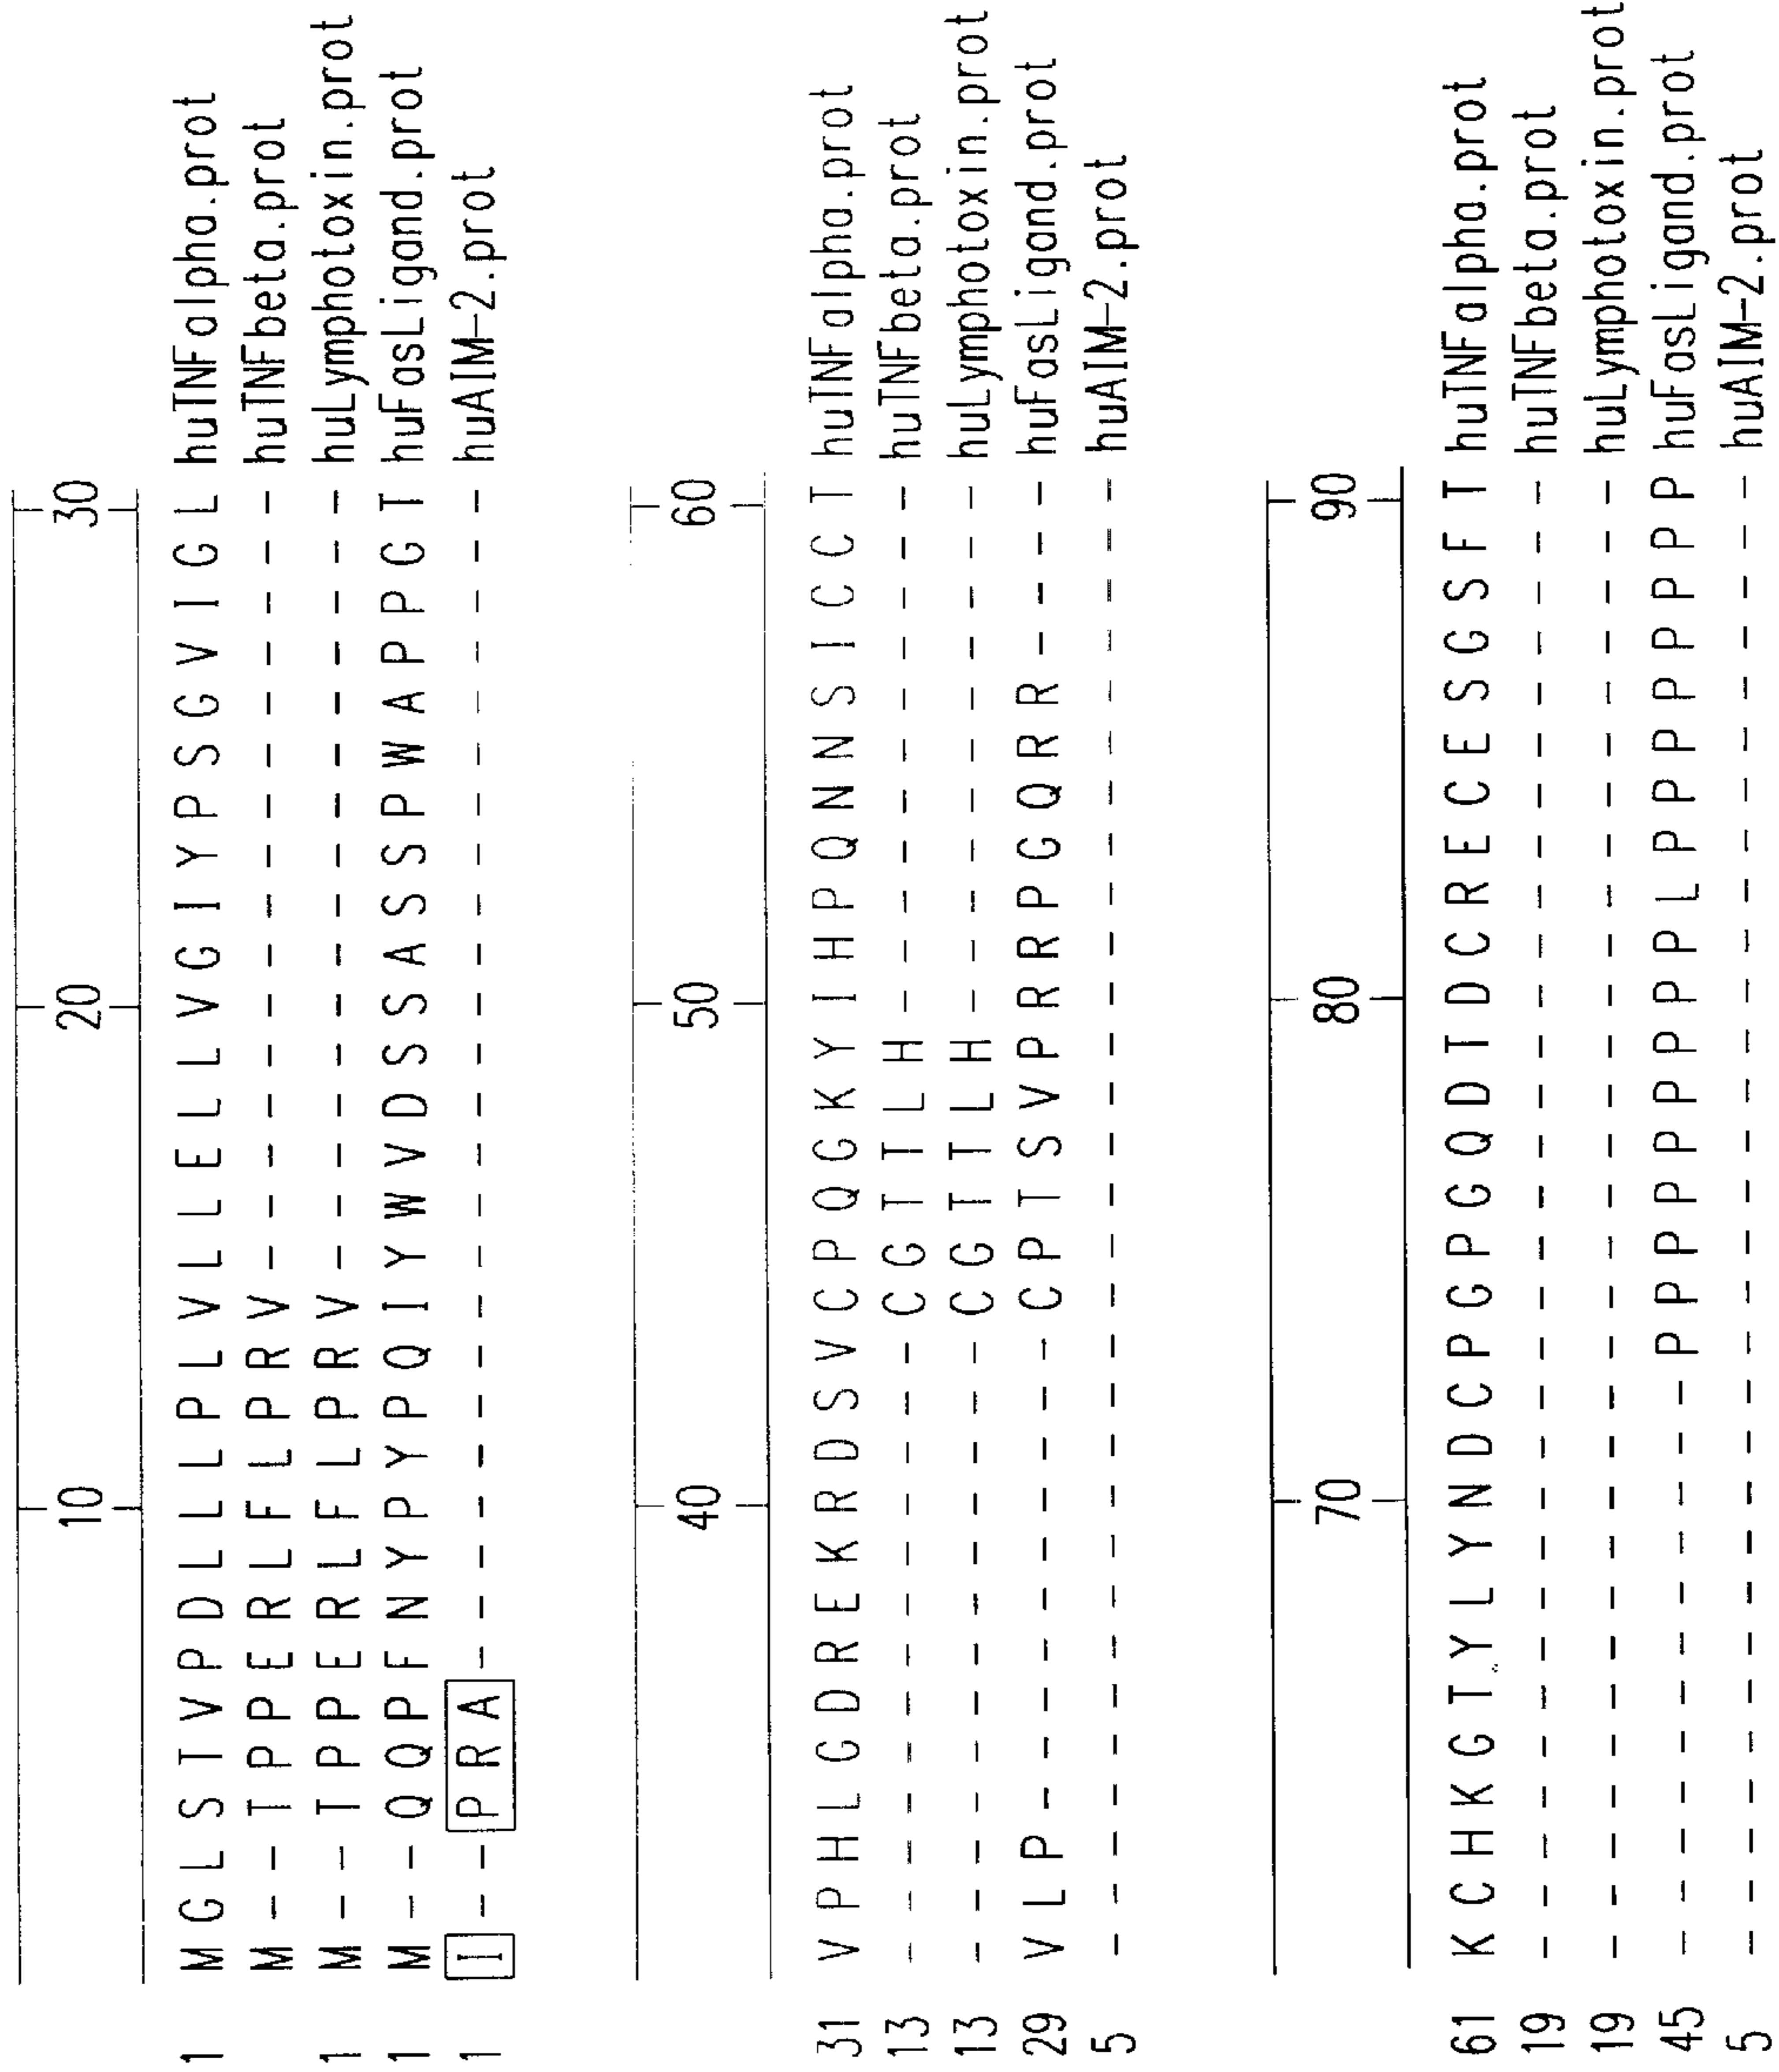 10 20 30
1 M G L S T V P D L L L P L V L L E L L V G I Y P S G V I G L huTNFalpha.prot
M - - T P P E R L F L P R V - - - - - - - - - - - - - - - - huTNFbeta.prot
1 M - - T P P E R L F L P R V - - - - - - - - - - - - - - - - huLymphotoxin.prot
1 M - - Q Q P F N Y P Y P Q I Y W V D S S A S S P W A P P G T huFasLigand.prot
1 I - - P R A - - - - - - - - - - - - - - - - - - - - - - - - huAIM-2.prot
40 50 60
31 V P H L G D R E K R D S V C P Q G K Y I H P Q N N S I C C T huTNFalpha.prot
13 - - - - - - - - - - - - - C G T T L H - - - - - - - - - - - huTNFbeta.prot
13 - - - - - - - - - - - - - C G T T L H - - - - - - - - - - - huLymphotoxin.prot
29 V L P - - - - - - - - - - C P T S V P R R P G Q R R - - - - huFasLigand.prot
5 - - - - - - - - - - - - - - - - - - - - - - - - - - - - - - huAIM-2.prot
70 80 90
61 K C H K G T Y L Y N D C P G P G Q D T D C R E C E S G S F T huTNFalpha.prot
19 - - - - - - - - - - - - - - - - - - - - - - - - - - - - - - huTNFbeta.prot
19 - - - - - - - - - - - - - - - - - - - - - - - - - - - - - - huLymphotoxin.prot
45 - - - - - - - - - - - - P P P P P P P P P L P P P P P P P P huFasLigand.prot
5 - - - - - - - - - - - - - - - - - - - - - - - - - - - - - - huAIM-2.prot